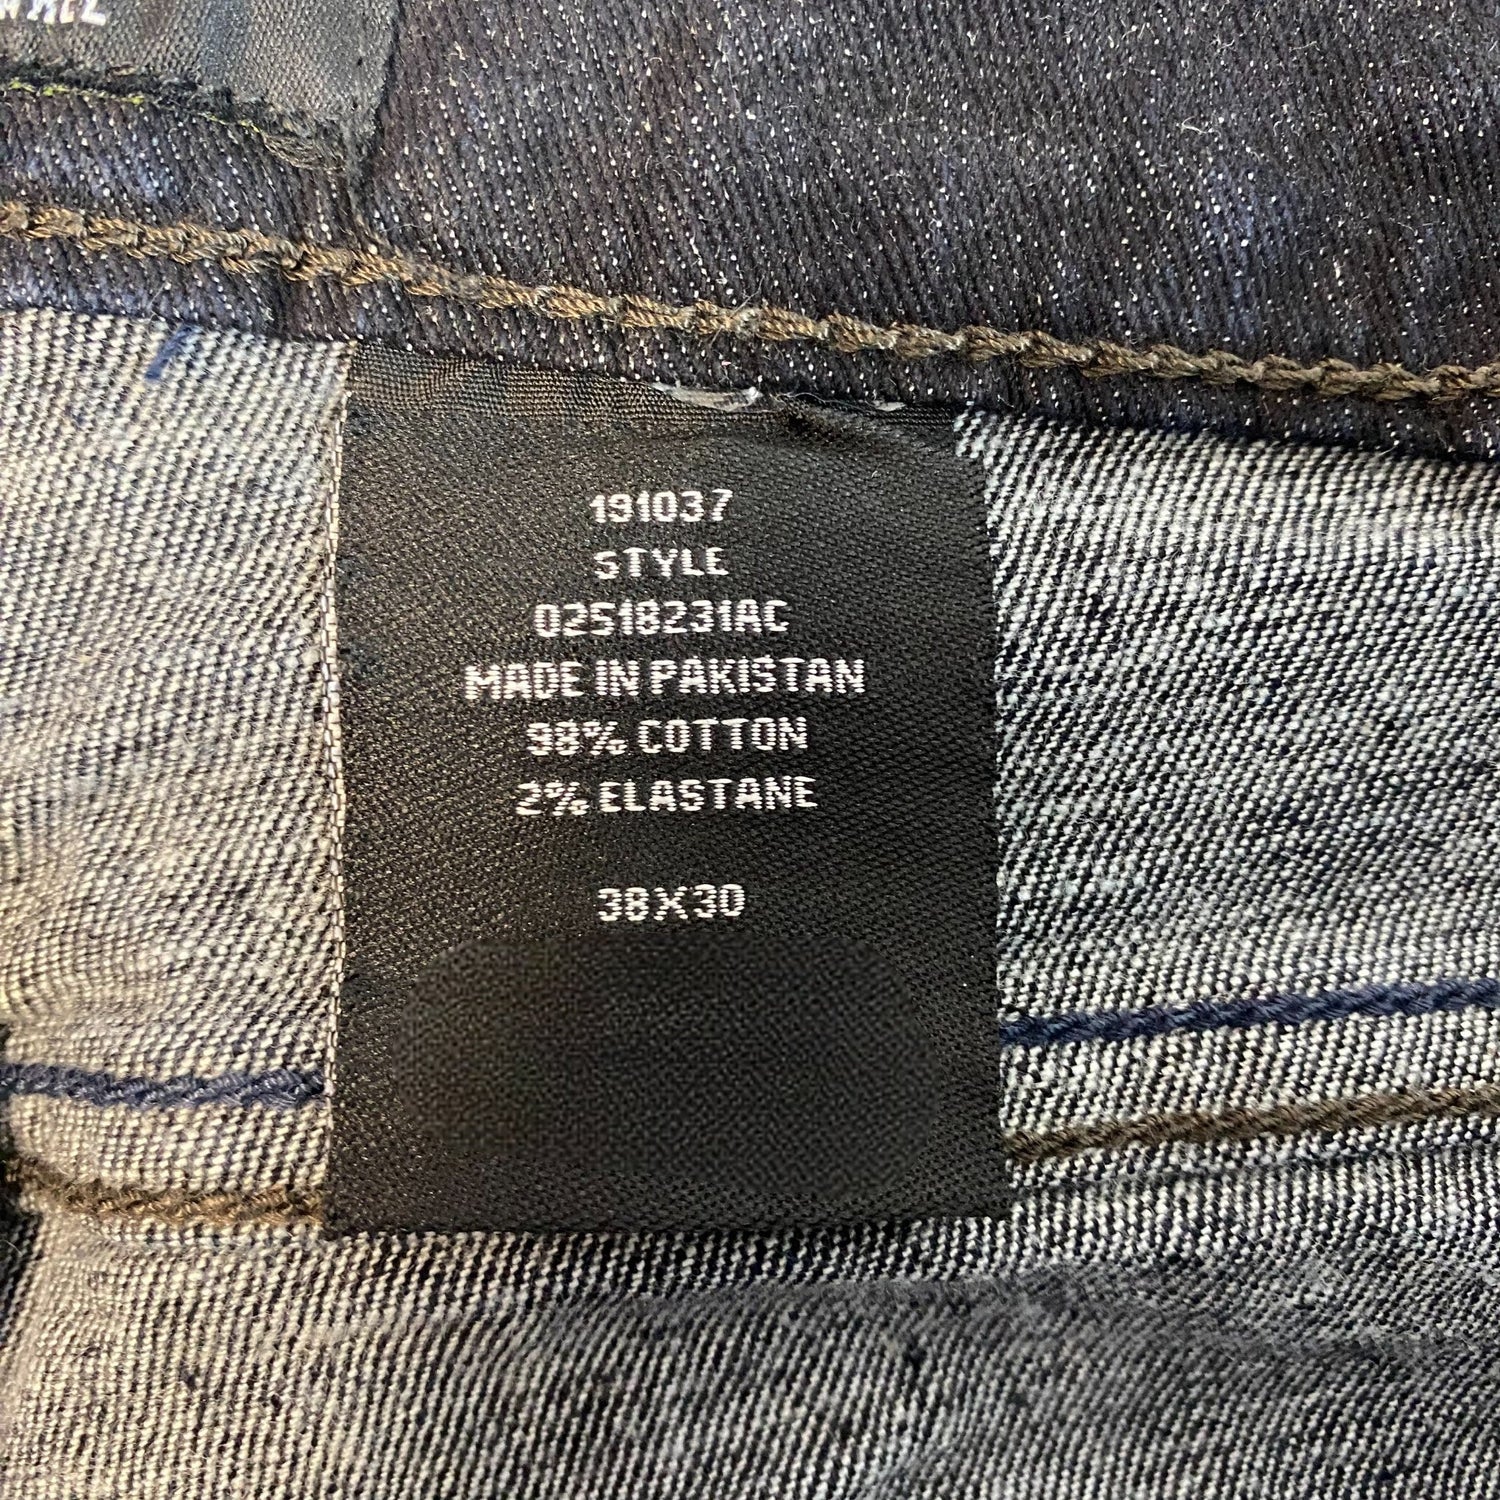 191037
STYLE
02518231AC
MADE IN PAKISTAN
98% COTTON
2% ELASTANE
38X30